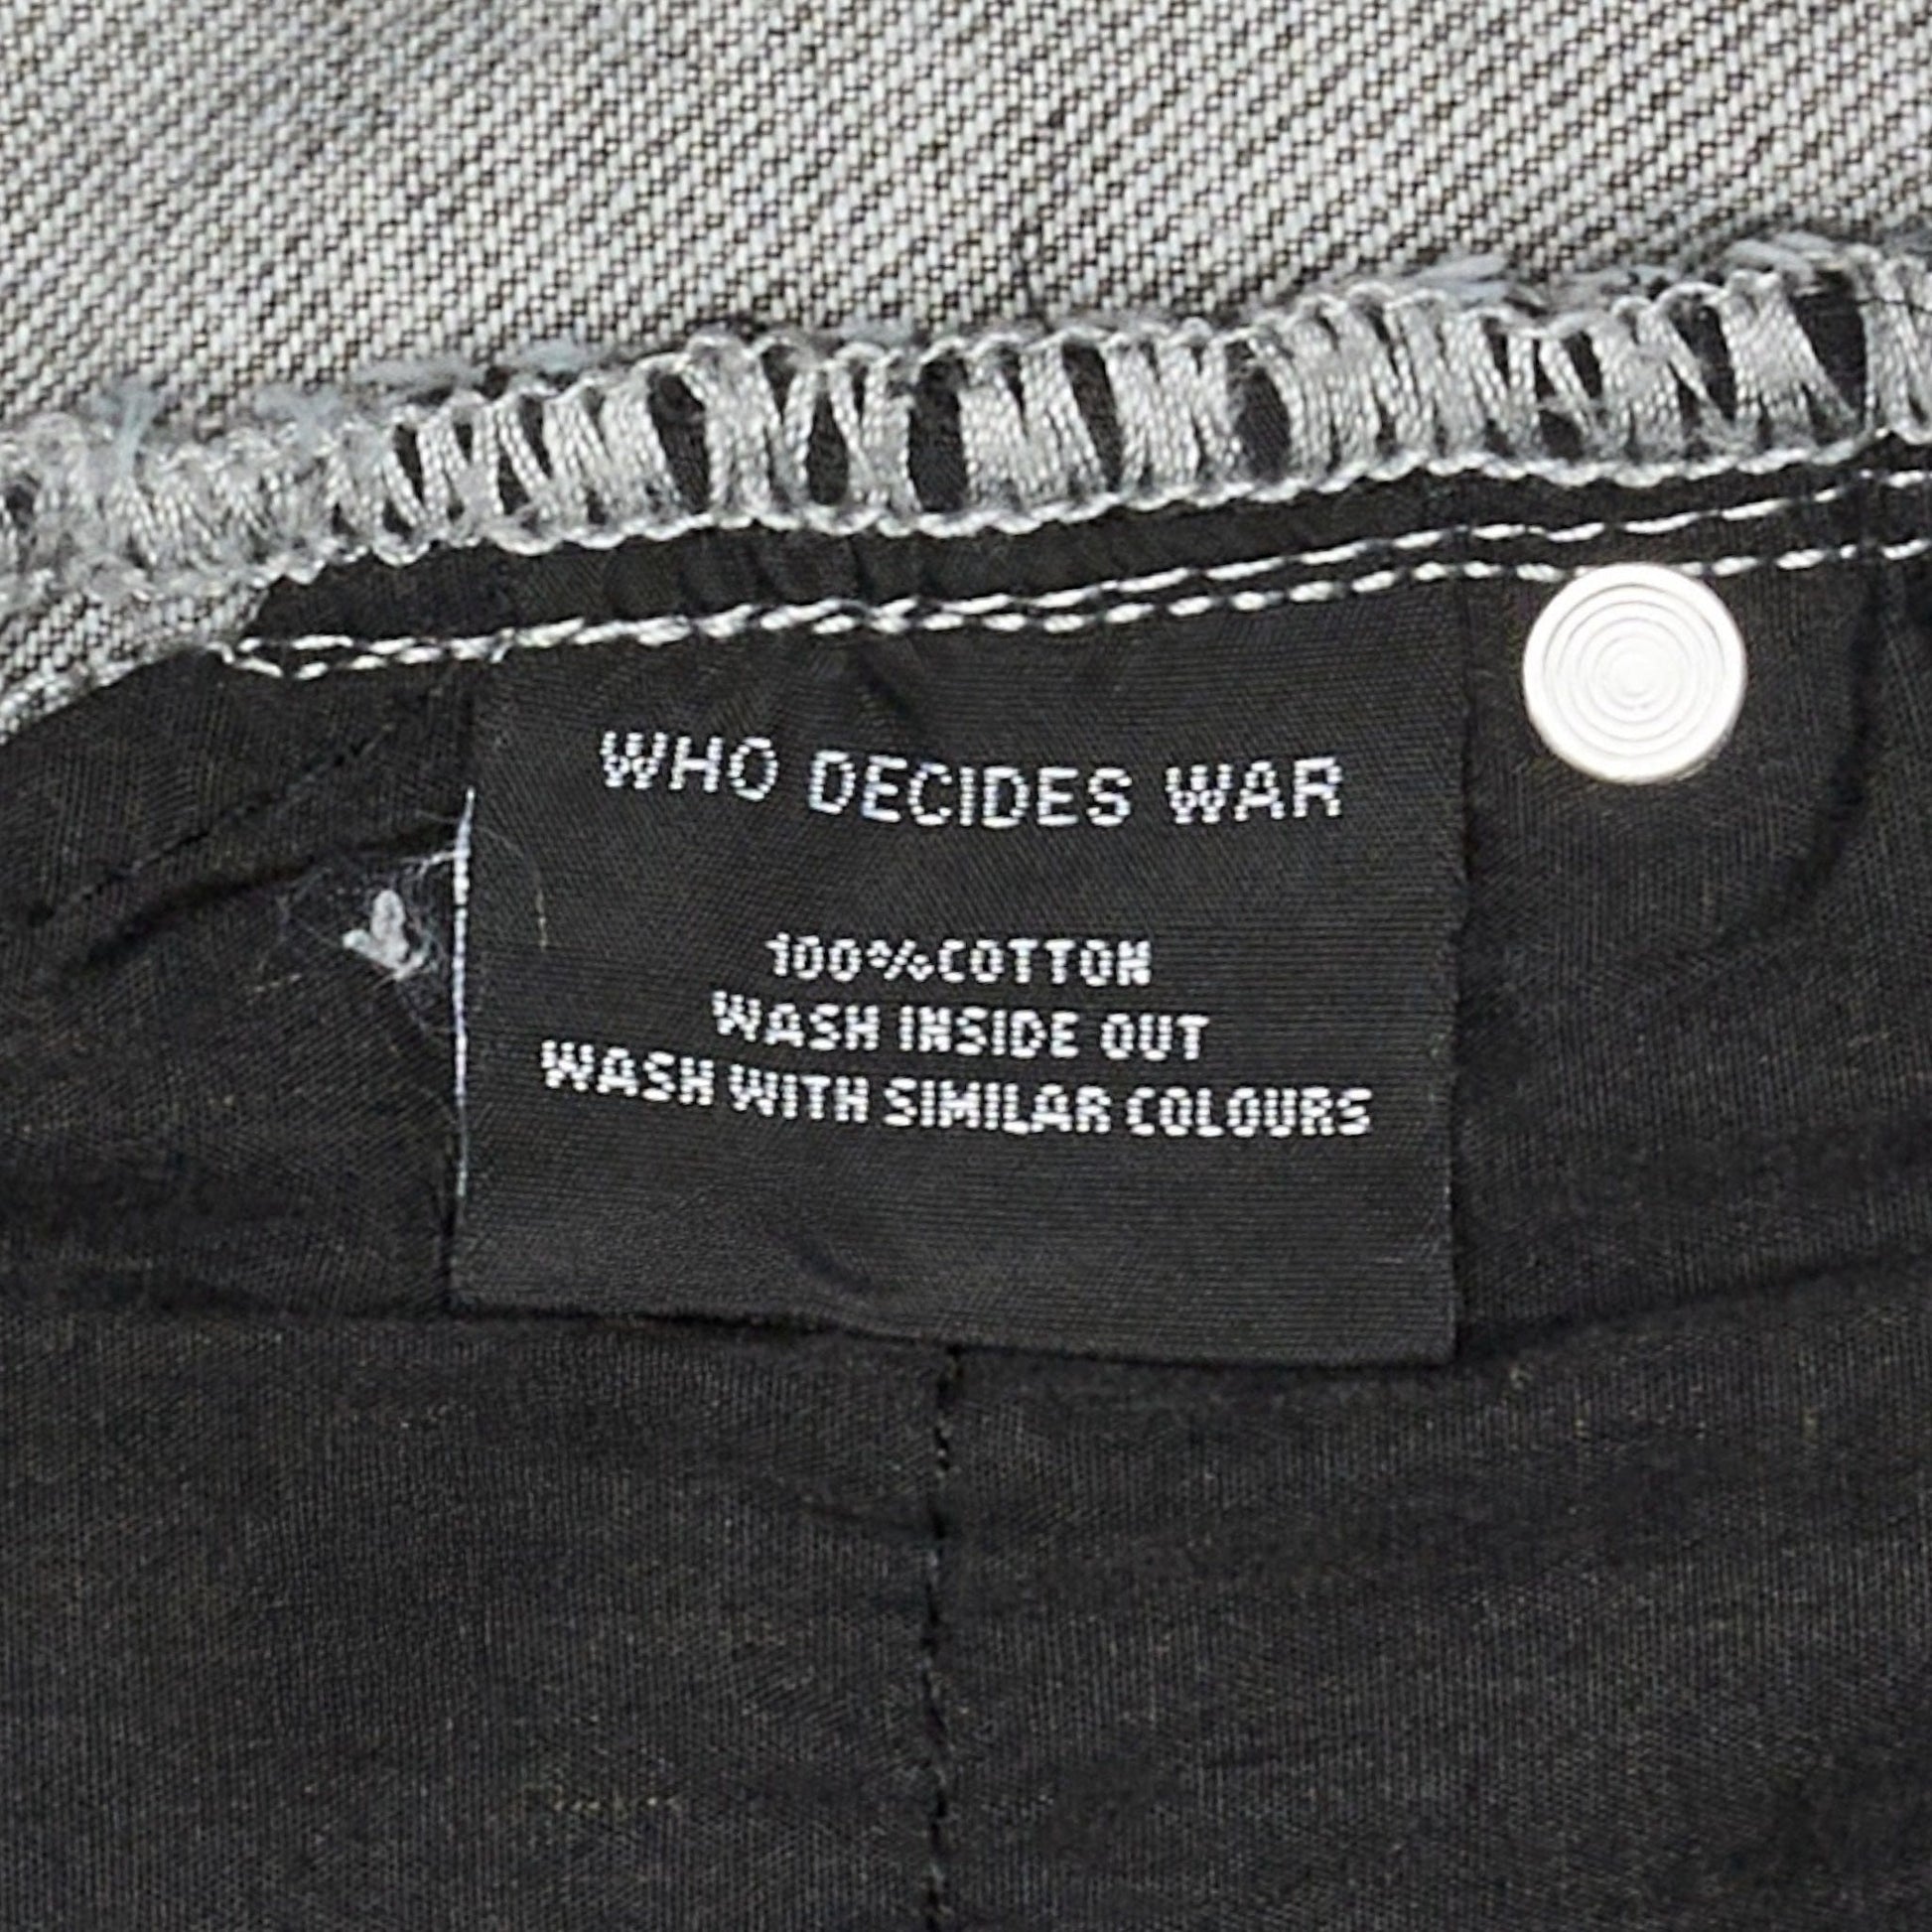 WHO DECIDES WAR
100%COTTON
WASH INSIDE OUT
WASH WITH SIMILAR COLOURS